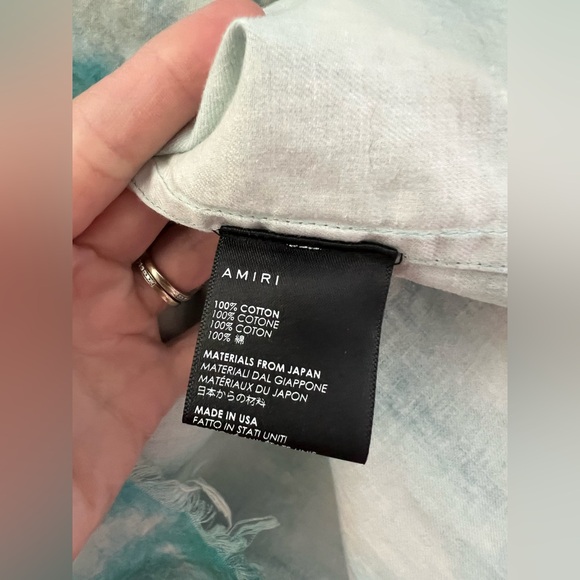 AMIRI
100% COTTON
100% COTONE
100% COTON
100% 綿
MATERIALS FROM JAPAN
MATERIALI DAL GIAPPONE
MATÉRIAUX DU JAPON
日本からの材料
MADE IN USA
FATTO IN STATI UNITI